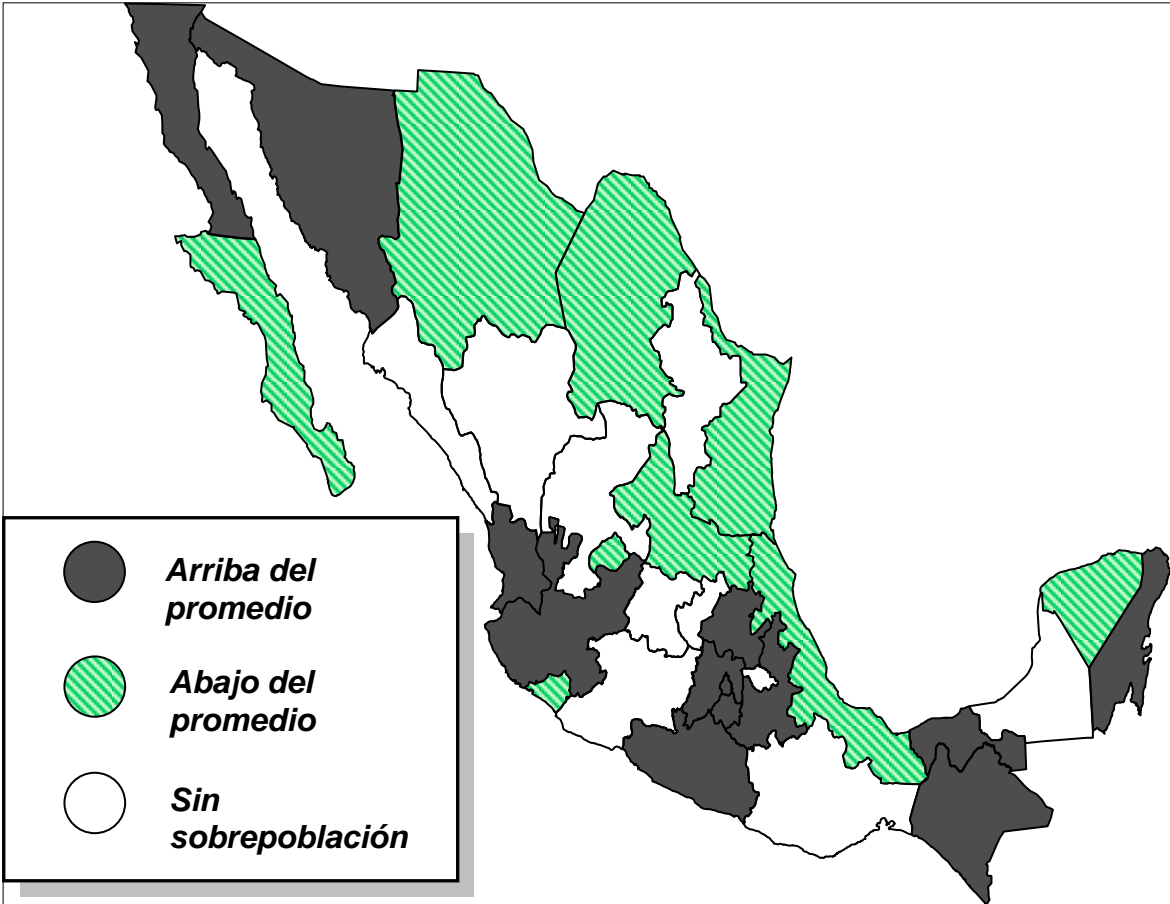 Arriba del
promedio
Abajo del
promedio
Sin
sobrepoblación